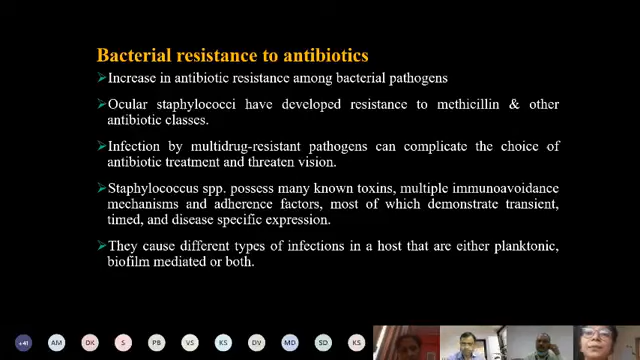 Bacterial resistance to antibiotics
➢Increase in antibiotic resistance among bacterial pathogens
➢Ocular staphylococci have developed resistance to methicillin & other
antibiotic classes.
➢Infection by multidrug-resistant pathogens can complicate the choice of
antibiotic treatment and threaten vision.
➢Staphylococcus spp. possess many known toxins, multiple immunoavoidance
mechanisms and adherence factors, most of which demonstrate transient,
timed, and disease specific expression.
➢They cause different types of infections in a host that are either planktonic,
biofilm mediated or both.
+41 AM DK S PB VS KS DV MD SD KS